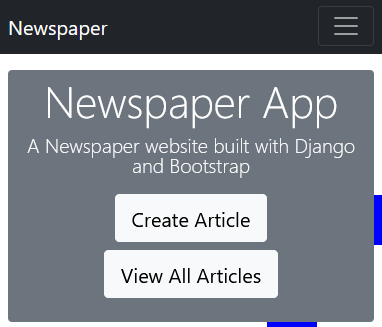 Newspaper
Newspaper App
A Newspaper website built with Django
and Bootstrap
Create Article
View All Articles